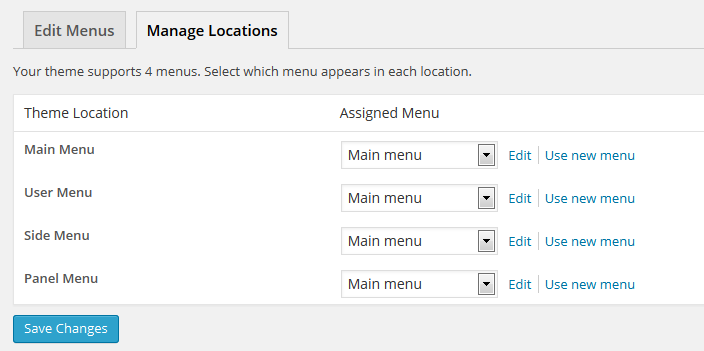 Edit Menus Manage Locations
Your theme supports 4 menus. Select which menu appears in each location.
Theme Location Assigned Menu
Main Menu Main menu Edit Use new menu
User Menu Main menu Edit Use new menu
Side Menu Main menu Edit Use new menu
Panel Menu Main menu Edit Use new menu
Save Changes